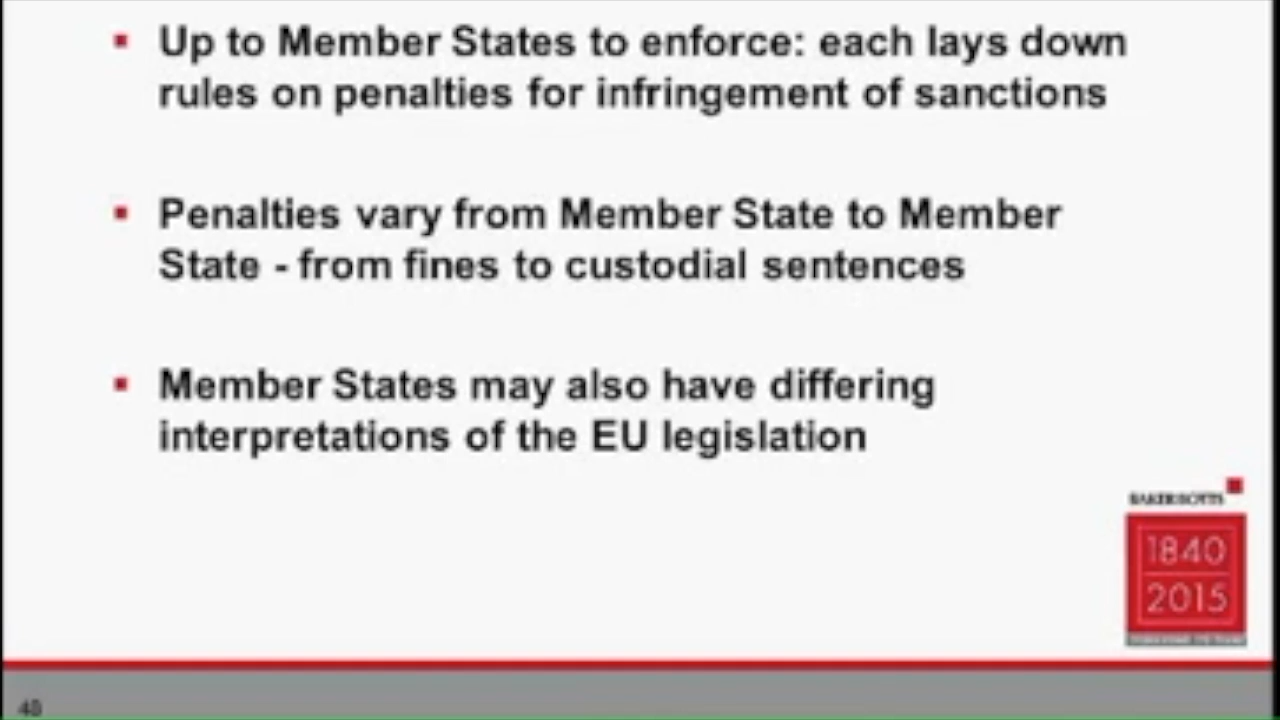 Up to Member States to enforce: each lays down
rules on penalties for infringement of sanctions
Penalties vary from Member State to Member
State - from fines to custodial sentences
Member States may also have differing
interpretations of the EU legislation
BAKER BOTTS
1840
2015